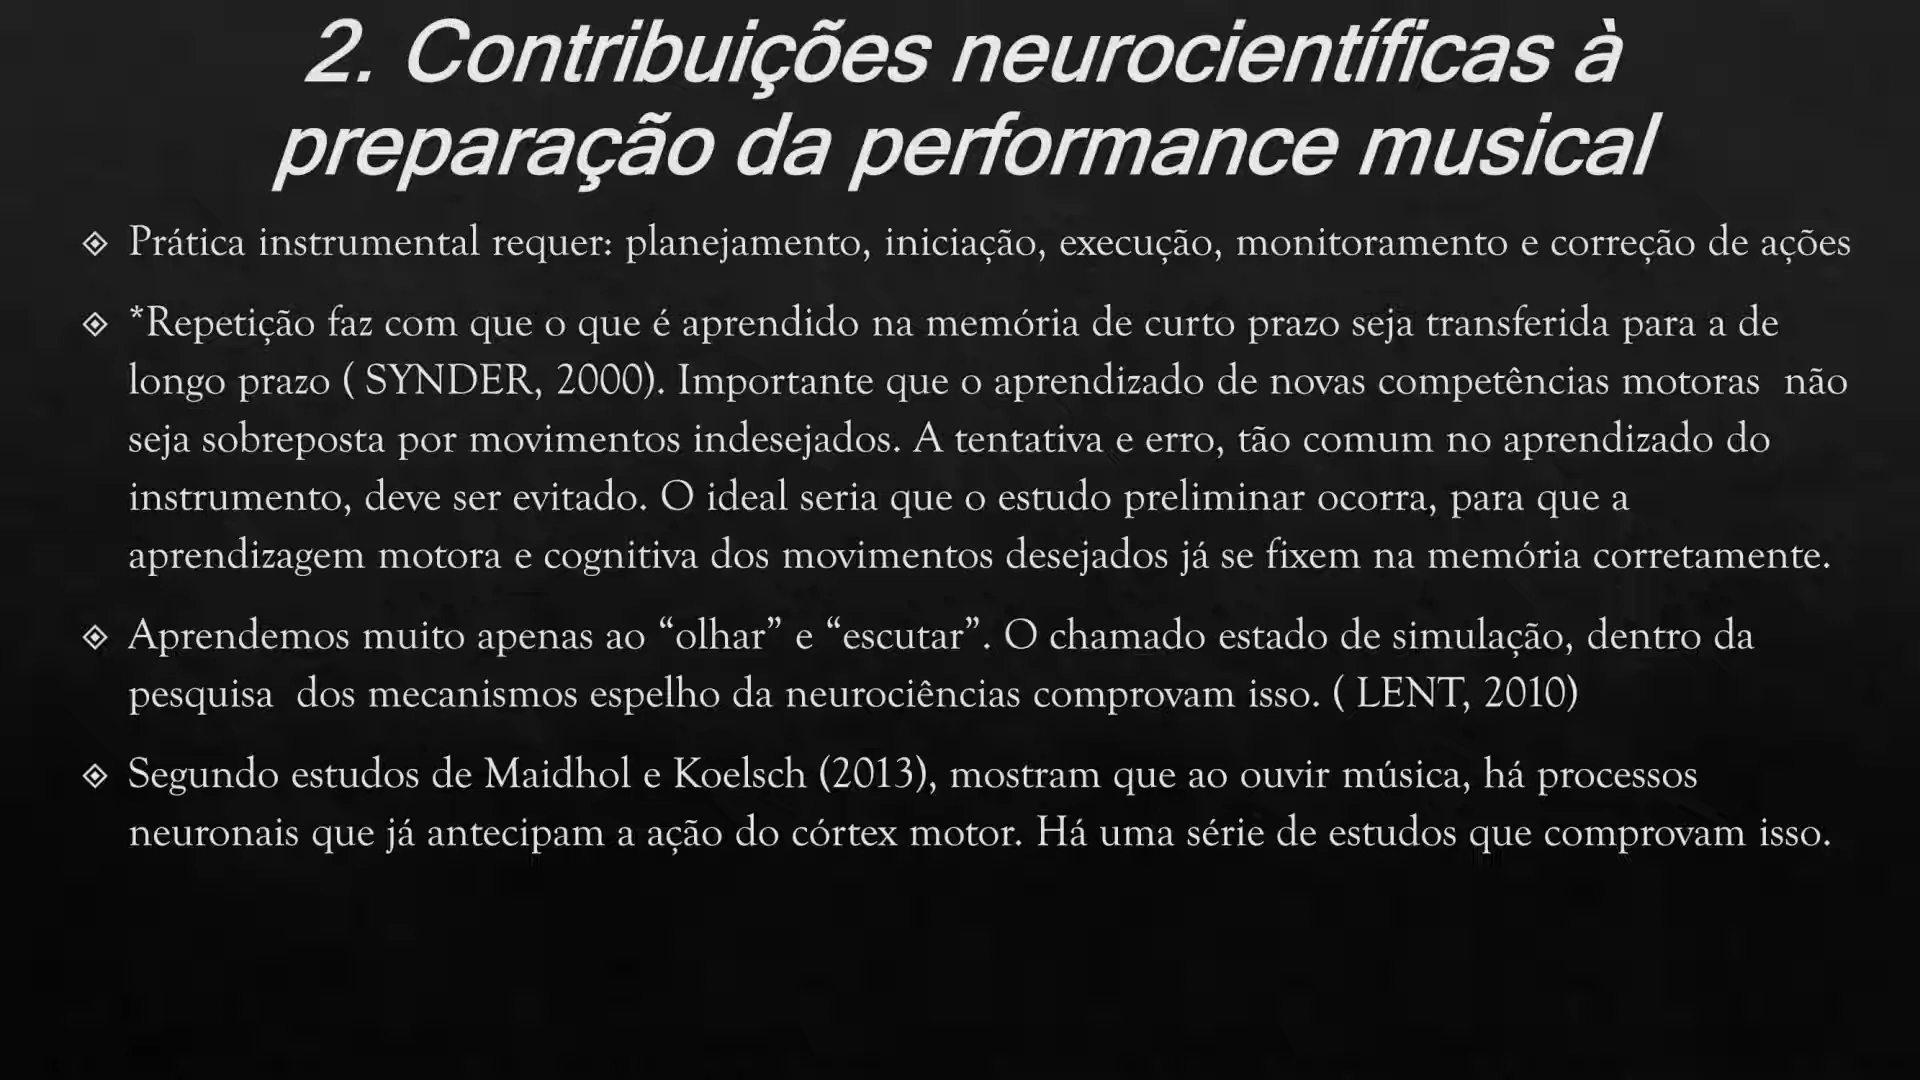 2. Contribuições neurocientíficas à
preparação da performance musical
Prática instrumental requer: planejamento, iniciação, execução, monitoramento e correção de ações
*Repetição faz com que o que é aprendido na memória de curto prazo seja transferida para a de
longo prazo ( SYNDER, 2000). Importante que o aprendizado de novas competências motoras  não
seja sobreposta por movimentos indesejados. A tentativa e erro, tão comum no aprendizado do
instrumento, deve ser evitado. O ideal seria que o estudo preliminar ocorra, para que a
aprendizagem motora e cognitiva dos movimentos desejados já se fixem na memória corretamente.
Aprendemos muito apenas ao “olhar” e “escutar”. O chamado estado de simulação, dentro da
pesquisa  dos mecanismos espelho da neurociências comprovam isso. ( LENT, 2010)
Segundo estudos de Maidhol e Koelsch (2013), mostram que ao ouvir música, há processos
neuronais que já antecipam a ação do córtex motor. Há uma série de estudos que comprovam isso.